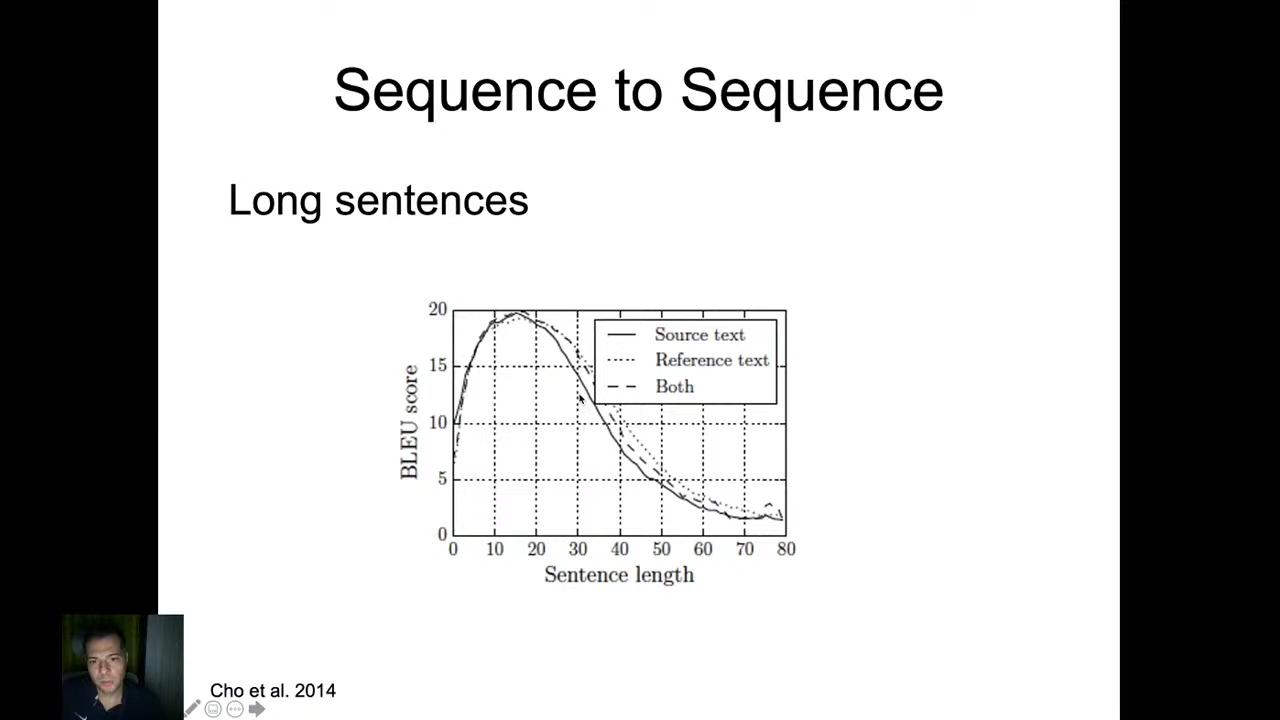 Sequence to Sequence
Long sentences
20
15
10
5
0
BLEU score
Source text
Reference text
Both
0 10 20 30 40 50 60 70 80
Sentence length
Cho et al. 2014